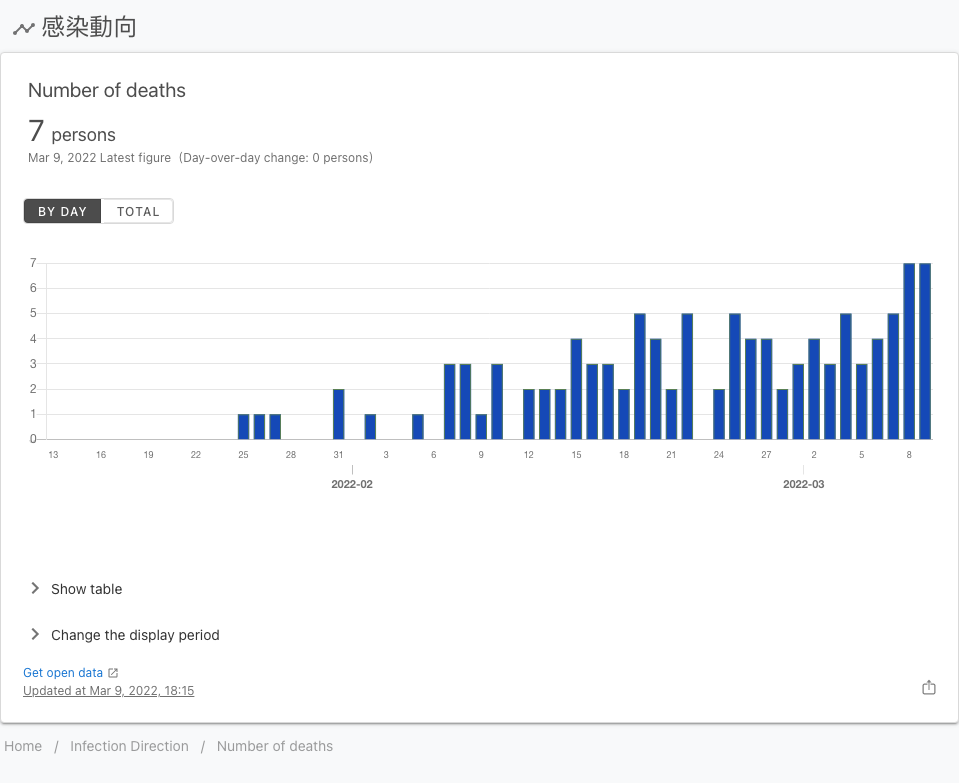 感染動向
Number of deaths
7 persons
Mar 9, 2022 Latest figure (Day-over-day change: 0 persons)
BY DAY TOTAL
7
6
5
4
3
2
1
0
13 16 19 22 25 28 31 3 6 9 12 15 18 21 24 27 2 5 8
2022-02 2022-03
Show table
Change the display period
Get open data
Updated at Mar 9, 2022, 18:15
Home / Infection Direction / Number of deaths